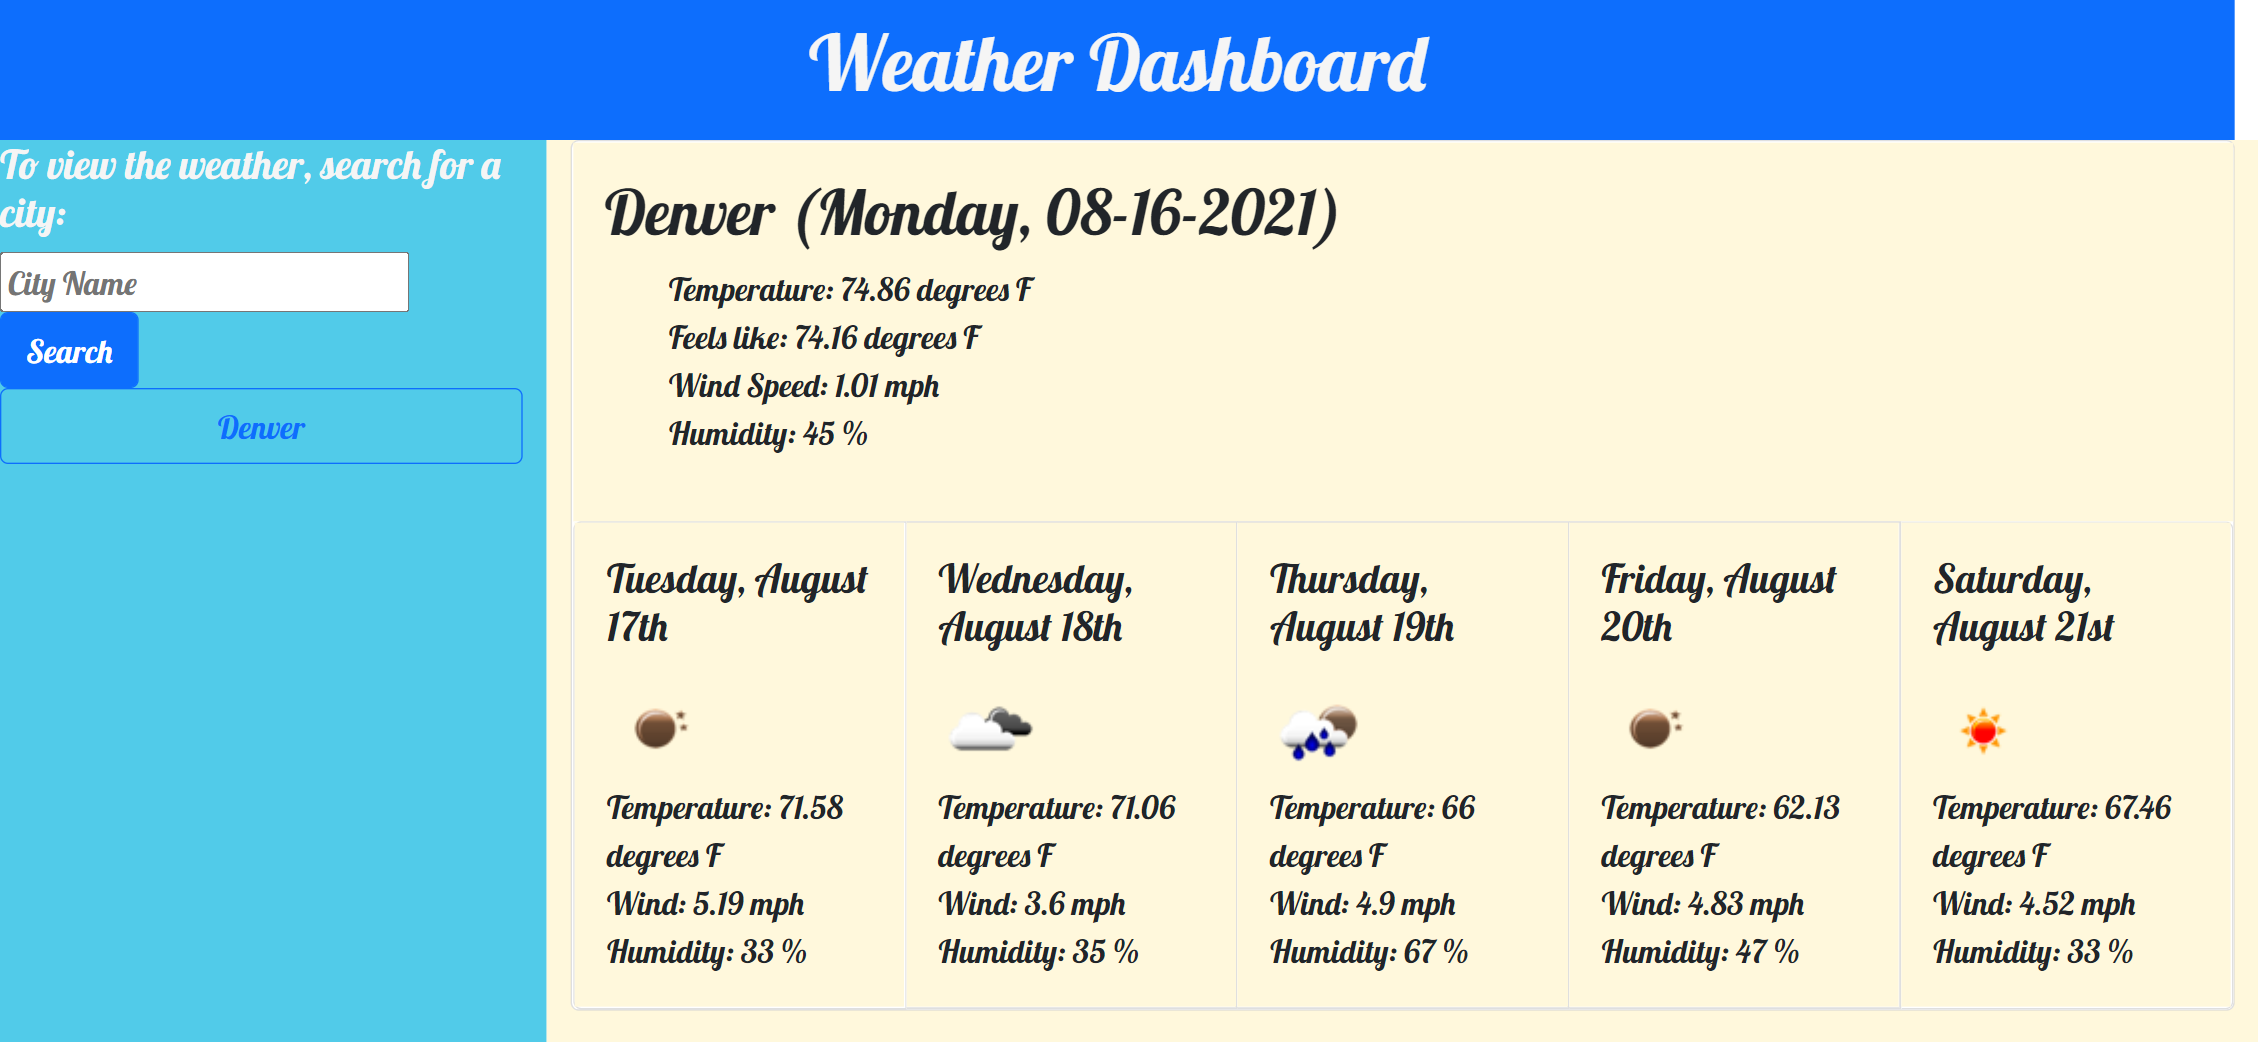 Weather Dashboard
To view the weather, search for a
city:
City Name
Search
Denver
Denver (Monday, 08-16-2021)
Temperature: 74.86 degrees F
Feels like: 74.16 degrees F
Wind Speed: 1.01 mph
Humidity: 45 %
Tuesday, August
17th
Temperature: 71.58
degrees F
Wind: 5.19 mph
Humidity: 33 %
Wednesday,
August 18th
Temperature: 71.06
degrees F
Wind: 3.6 mph
Humidity: 35 %
Thursday,
August 19th
Temperature: 66
degrees F
Wind: 4.9 mph
Humidity: 67 %
Friday, August
20th
Temperature: 62.13
degrees F
Wind: 4.83 mph
Humidity: 47 %
Saturday,
August 21st
Temperature: 67.46
degrees F
Wind: 4.52 mph
Humidity: 33 %